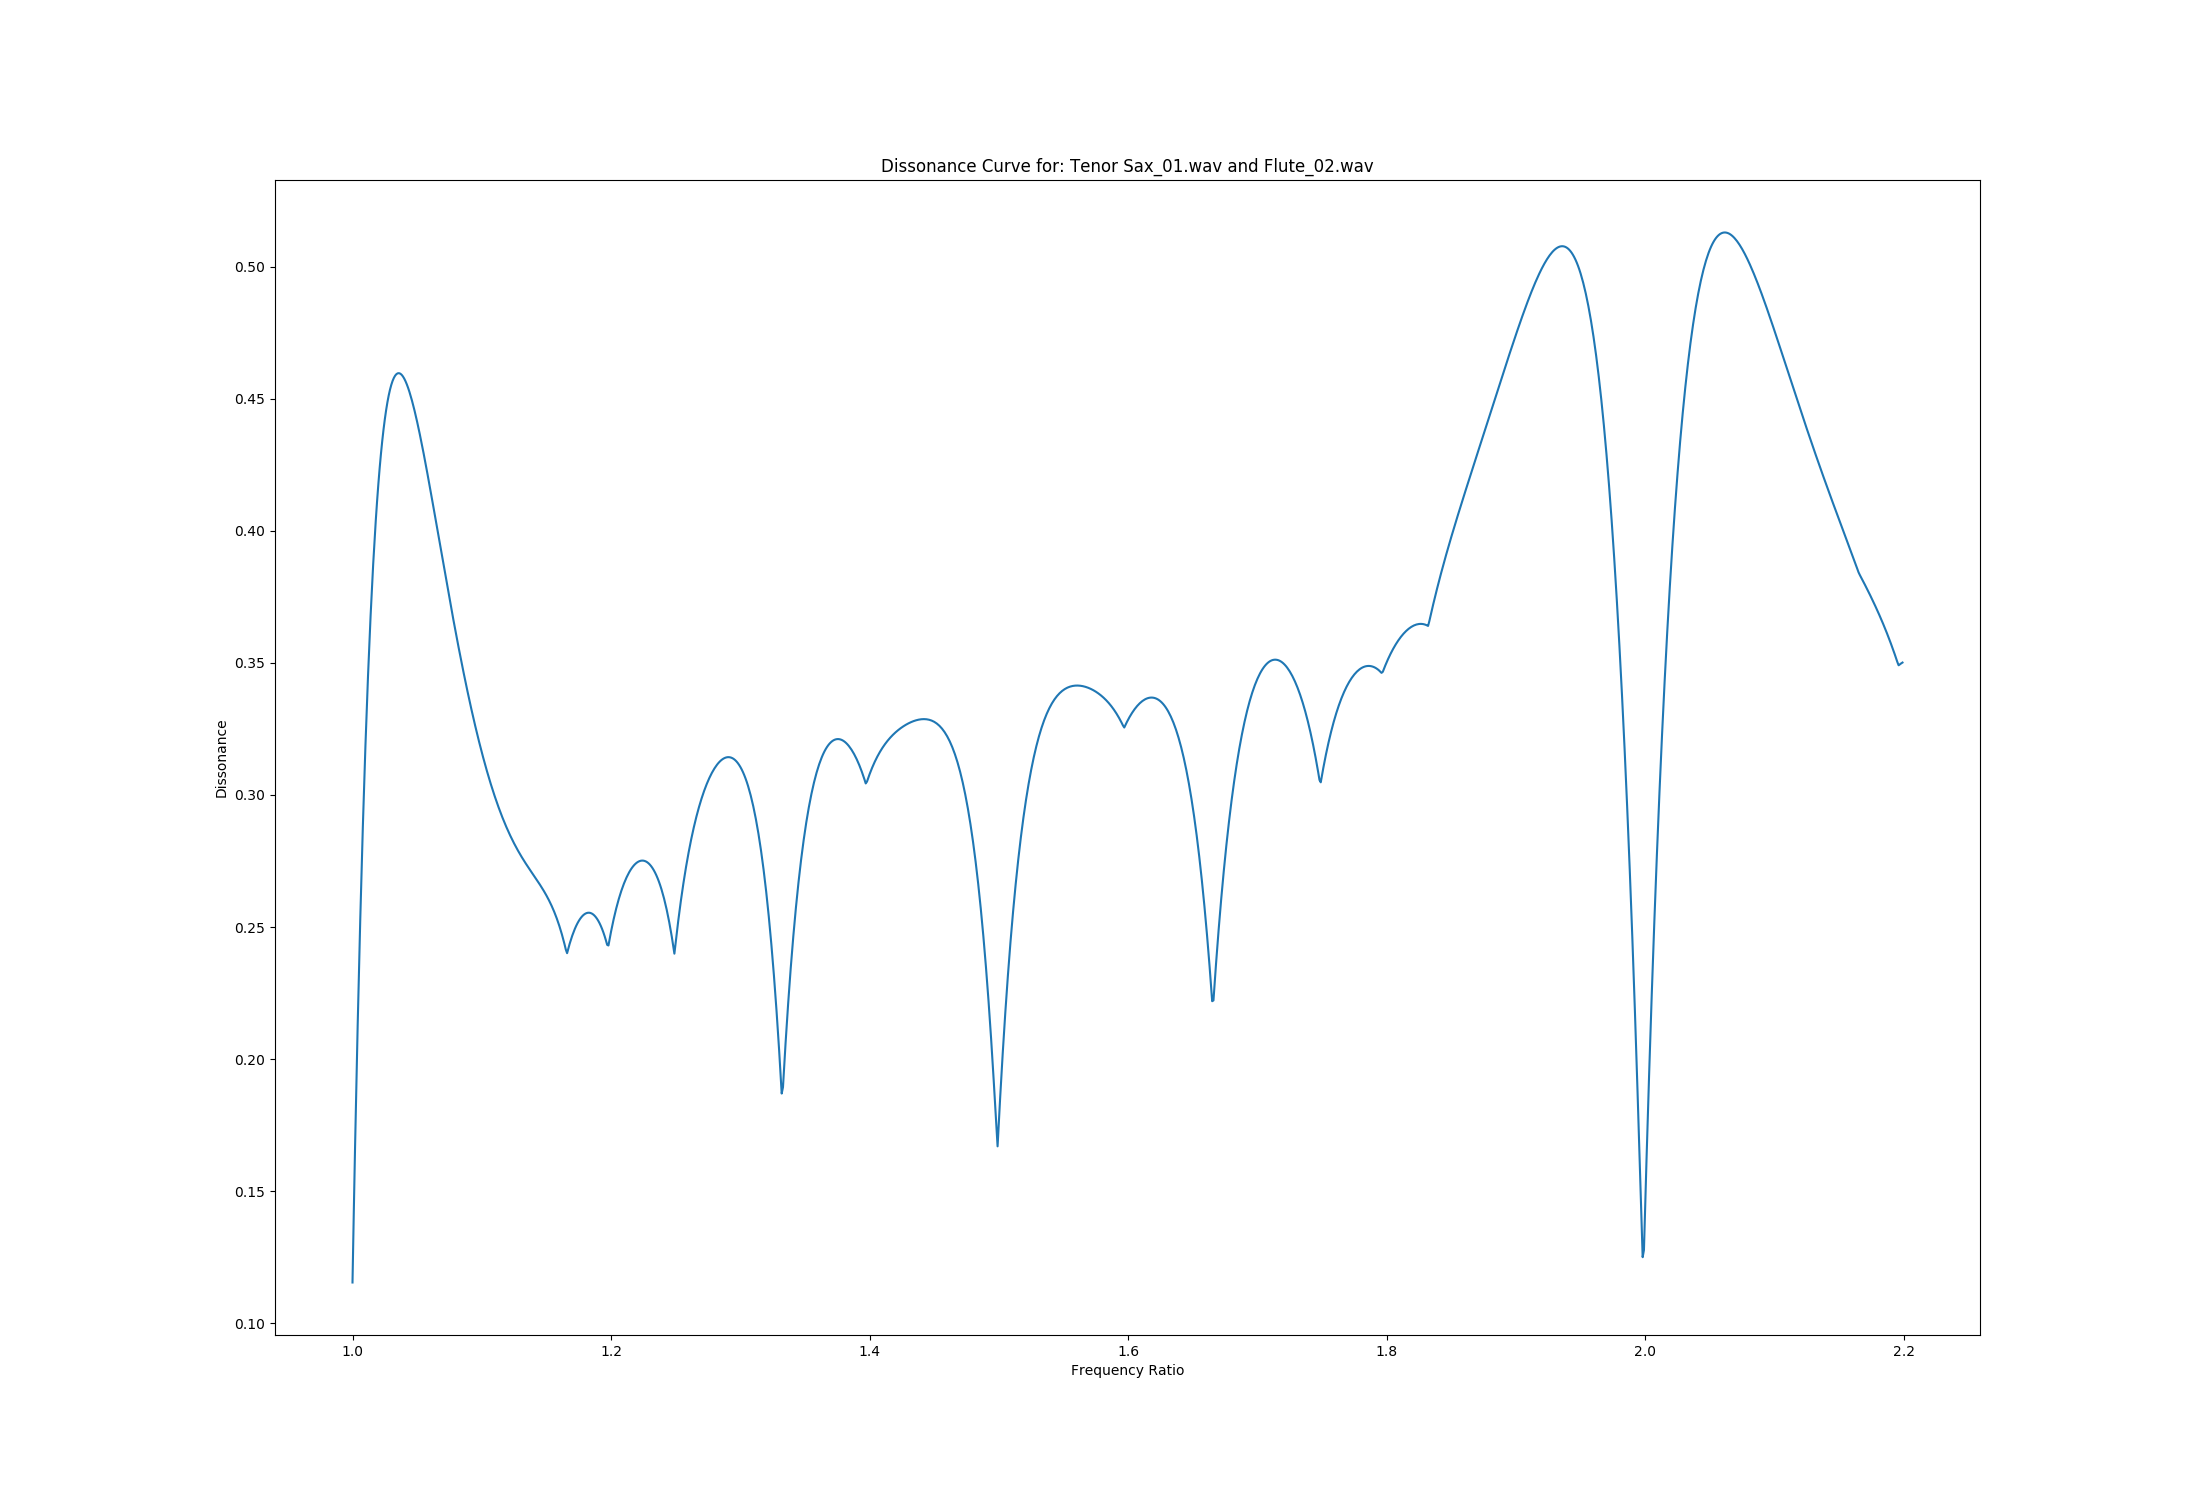 Dissonance Curve for: Tenor Sax_01.wav and Flute_02.wav
0.50
0.45
0.40
0.35
0.30
0.25
0.20
0.15
0.10
Dissonance
1.0 1.2 1.4 1.6 1.8 2.0 2.2
Frequency Ratio